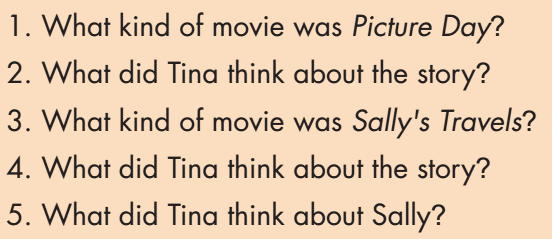 1. What kind of movie was Picture Day?
2. What did Tina think about the story?
3. What kind of movie was Sally's Travels?
4. What did Tina think about the story?
5. What did Tina think about Sally?